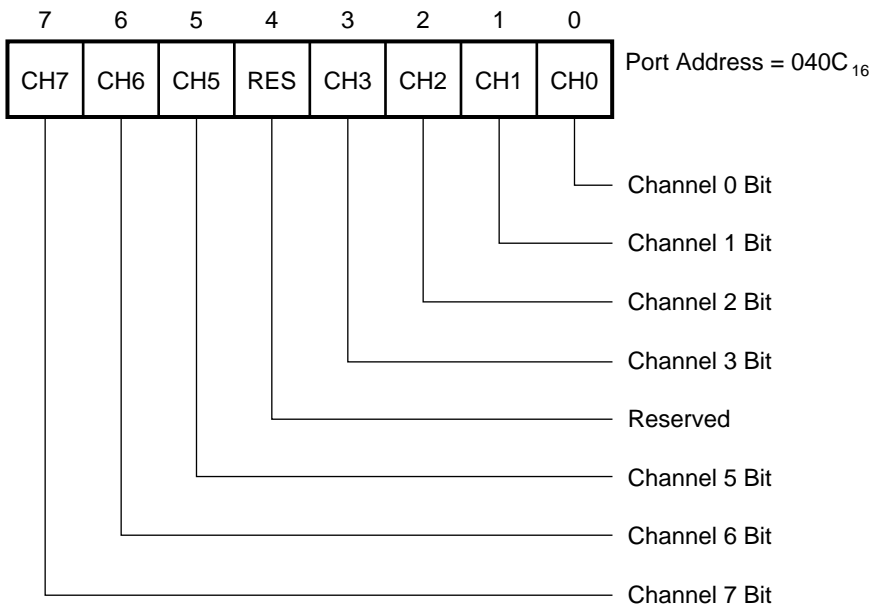 7 6 5 4 3 2 1 0
CH7 CH6 CH5 RES CH3 CH2 CH1 CH0
Port Address = 040C 16
Channel 0 Bit
Channel 1 Bit
Channel 2 Bit
Channel 3 Bit
Reserved
Channel 5 Bit
Channel 6 Bit
Channel 7 Bit